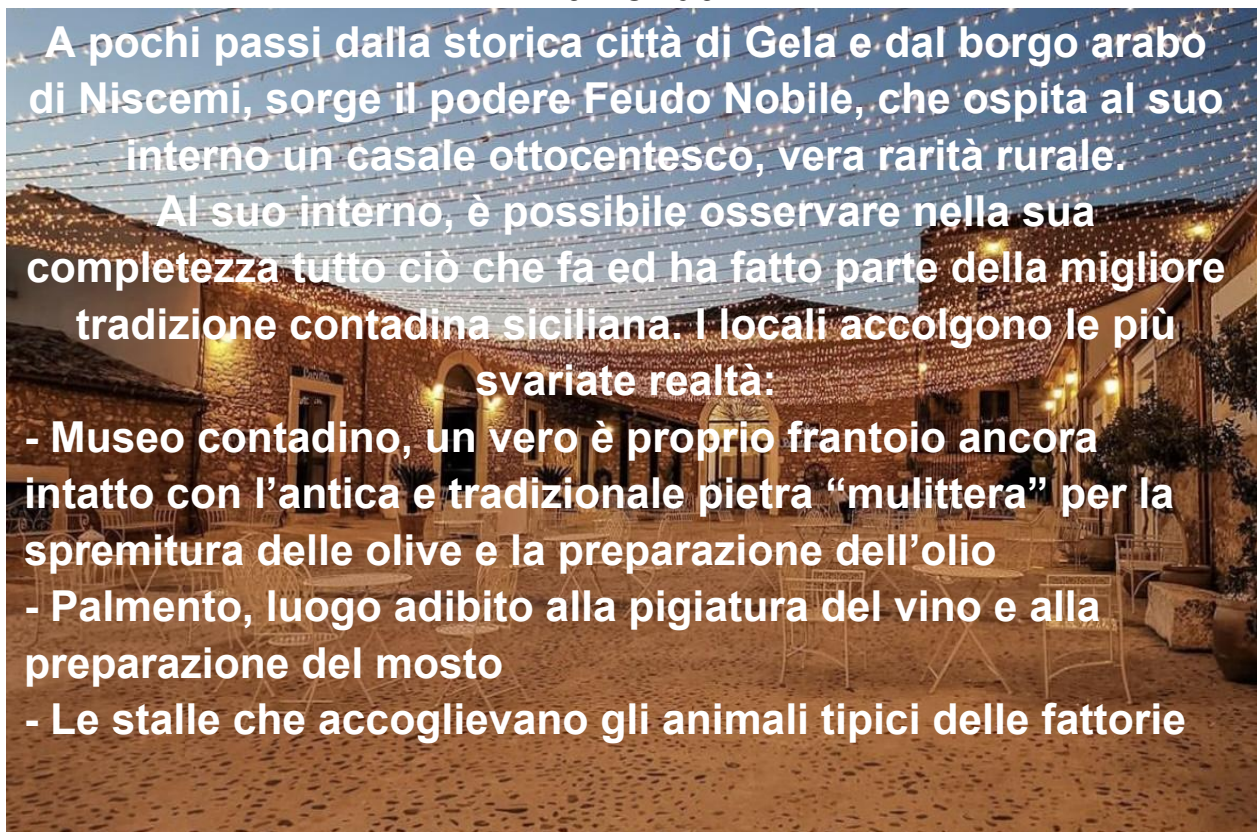 A pochi passi dalla storica città di Gela e dal borgo arabo
di Niscemi, sorge il podere Feudo Nobile, che ospita al suo
interno un casale ottocentesco, vera rarità rurale.
Al suo interno, è possibile osservare nella sua
completezza tutto ciò che fa ed ha fatto parte della migliore
tradizione contadina siciliana. I locali accolgono le più
svariate realtà:
- Museo contadino, un vero è proprio frantoio ancora
intatto con l’antica e tradizionale pietra “mulittera” per la
spremitura delle olive e la preparazione dell’olio
- Palmento, luogo adibito alla pigiatura del vino e alla
preparazione del mosto
- Le stalle che accoglievano gli animali tipici delle fattorie